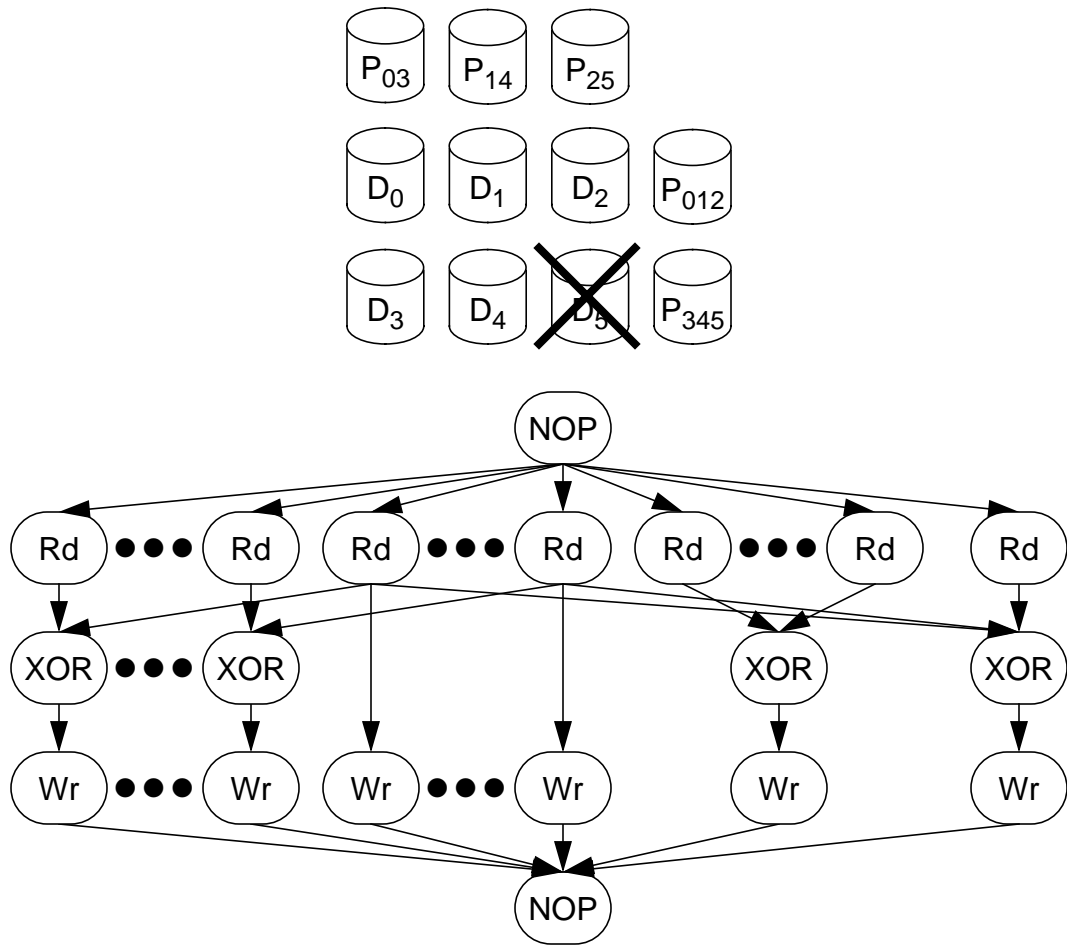 P03 P14 P25
D0 D1 D2 P012
D3 D4 D5 P345
NOP
Rd Rd Rd Rd Rd Rd Rd
XOR XOR XOR XOR
Wr Wr Wr Wr Wr Wr
NOP